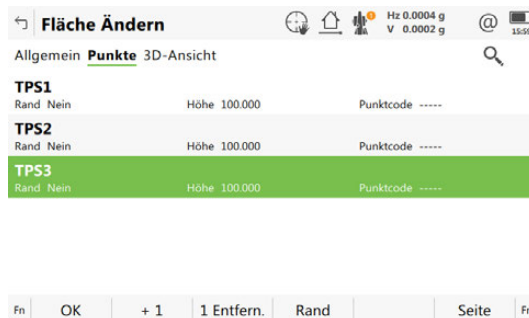 Fläche Ändern
Hz 0.0004 g
V 0.0002 g
@
Allgemein Punkte 3D-Ansicht
TPS1
Rand Nein Höhe 100.000 Punktcode -----
TPS2
Rand Nein Höhe 100.000 Punktcode -----
TPS3
Rand Nein Höhe 100.000 Punktcode -----
Fn OK + 1 1 Entfern. Rand Seite